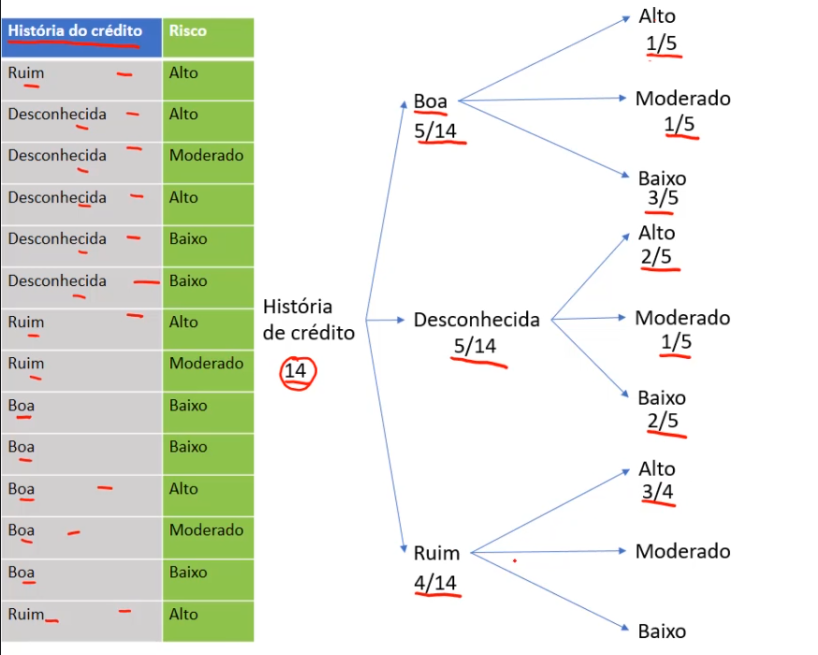 História do crédito Risco
Ruim Alto
Desconhecida Alto
Desconhecida Moderado
Desconhecida Alto
Desconhecida Baixo
Desconhecida Baixo
Ruim Alto
Ruim Moderado
Boa Baixo
Boa Baixo
Boa Alto
Boa Moderado
Boa Baixo
Ruim Alto
História
de crédito
14
Boa
5/14
Alto
1/5
Moderado
1/5
Baixo
3/5
Desconhecida
5/14
Alto
2/5
Moderado
1/5
Baixo
2/5
Ruim
4/14
Alto
3/4
Moderado
Baixo